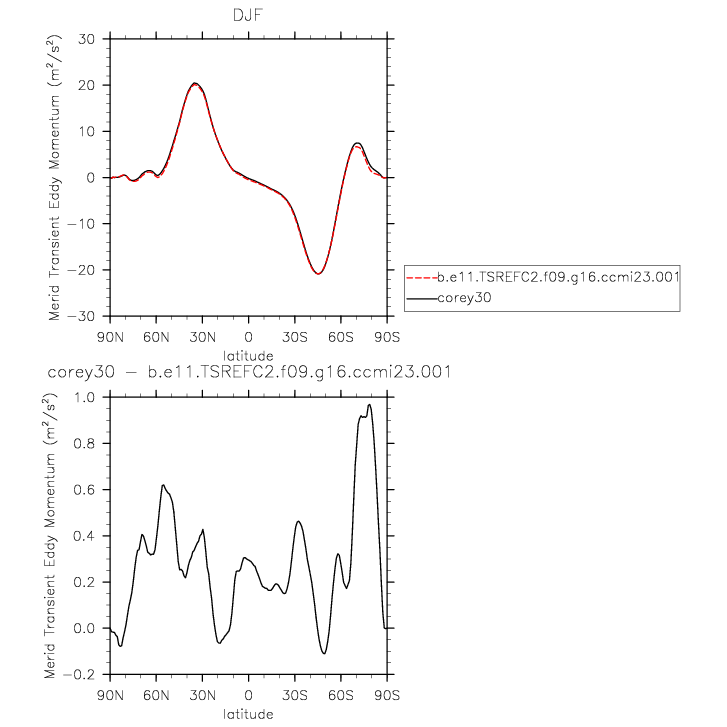 DJF
Merid Transient Eddy Momentum (m²/s²)
30
20
10
0
−10
−20
−30
90N 60N 30N 0 30S 60S 90S
latitude
b.e11.TSREFC2.f09.g16.ccmi23.001
corey30
corey30 − b.e11.TSREFC2.f09.g16.ccmi23.001
Merid Transient Eddy Momentum (m²/s²)
1.0
0.8
0.6
0.4
0.2
0.0
−0.2
90N 60N 30N 0 30S 60S 90S
latitude